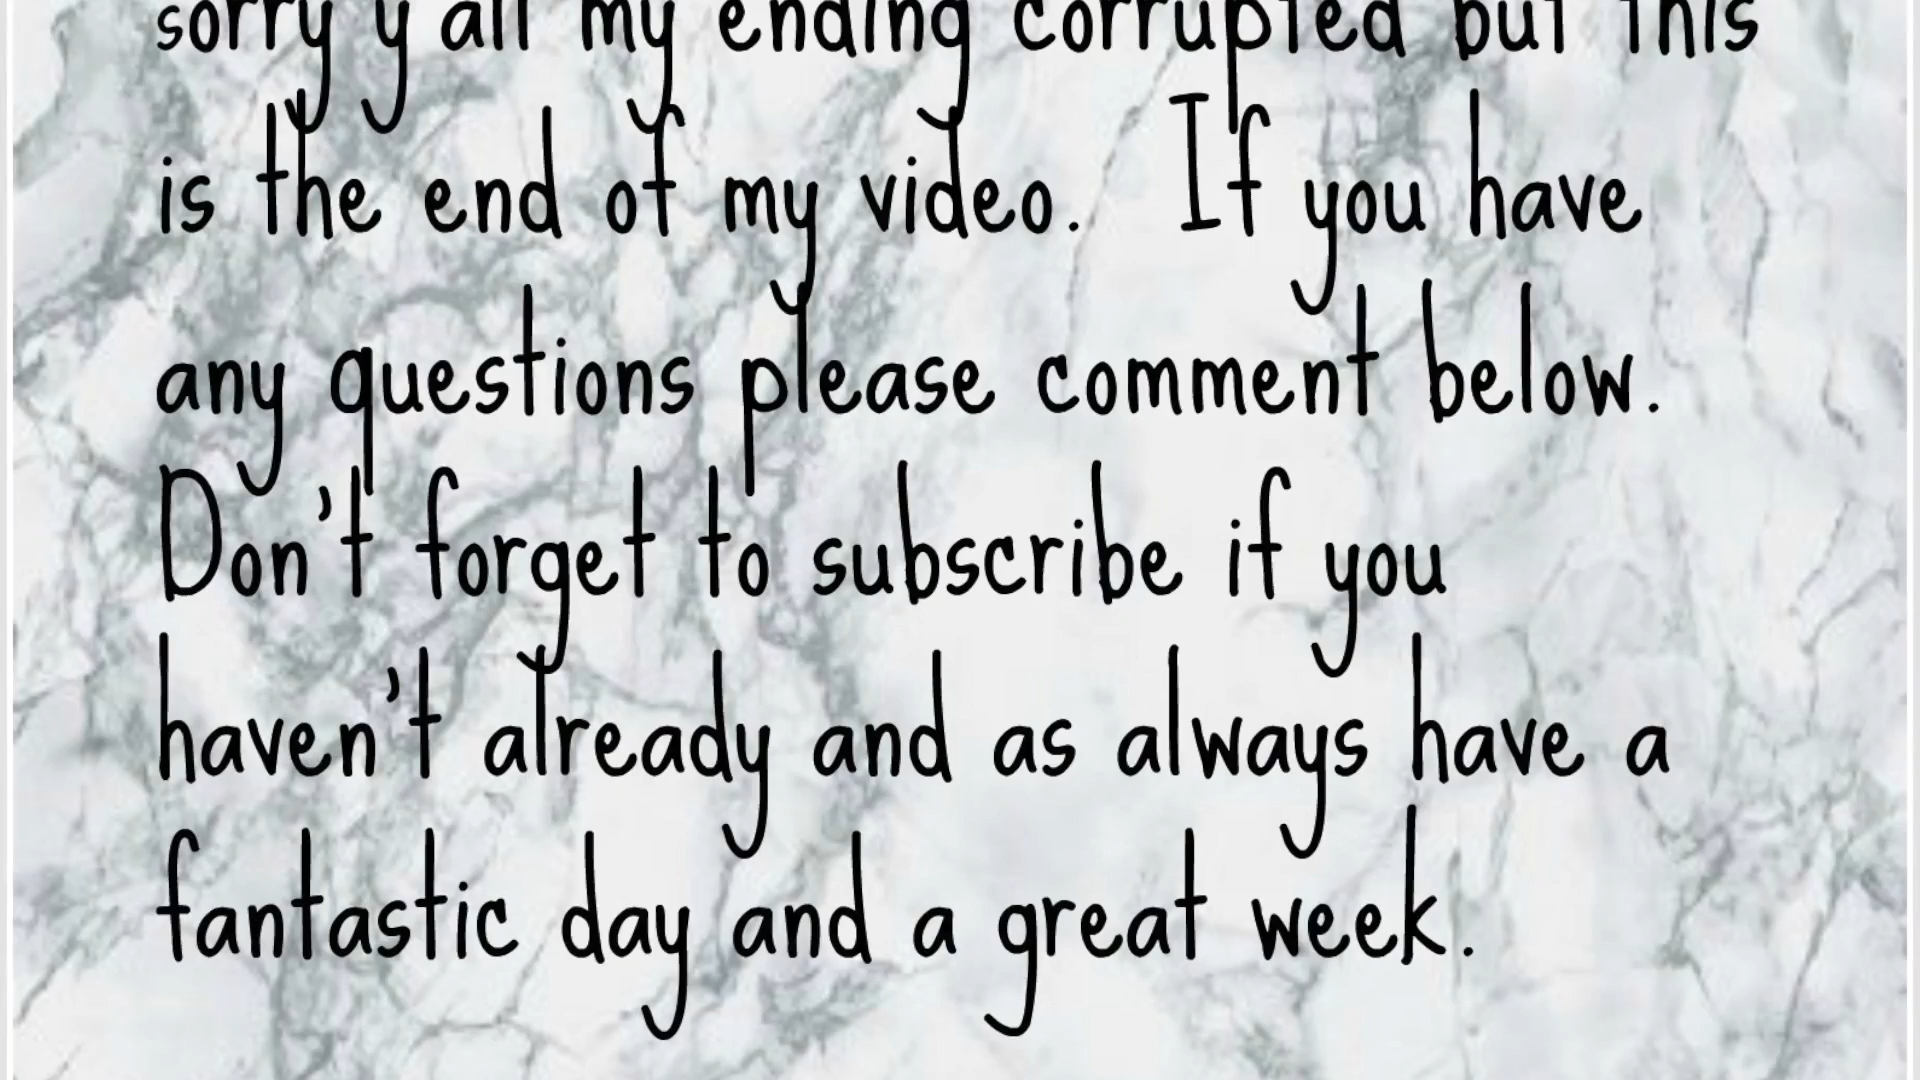 sorry y'all my ending corrupted but this
is the end of my video. If you have
any questions please comment below.
Don't forget to subscribe if you
haven't already and as always have a
fantastic day and a great week.